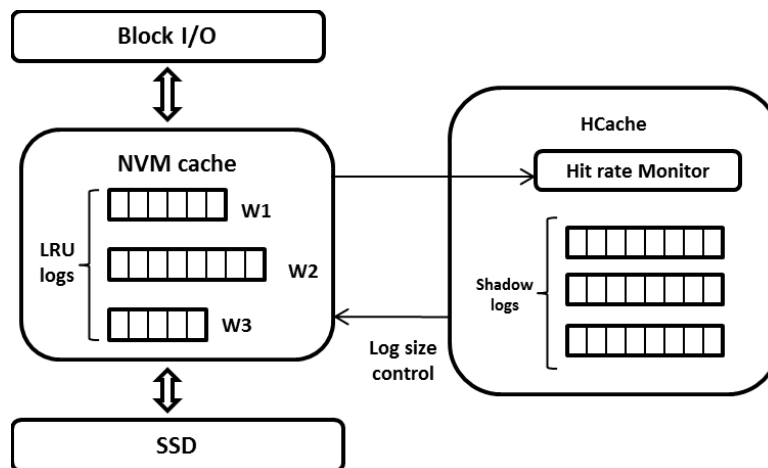 Block I/O
NVM cache
LRU
logs
W1
W2
W3
SSD
HCache
Hit rate Monitor
Shadow
logs
Log size
control